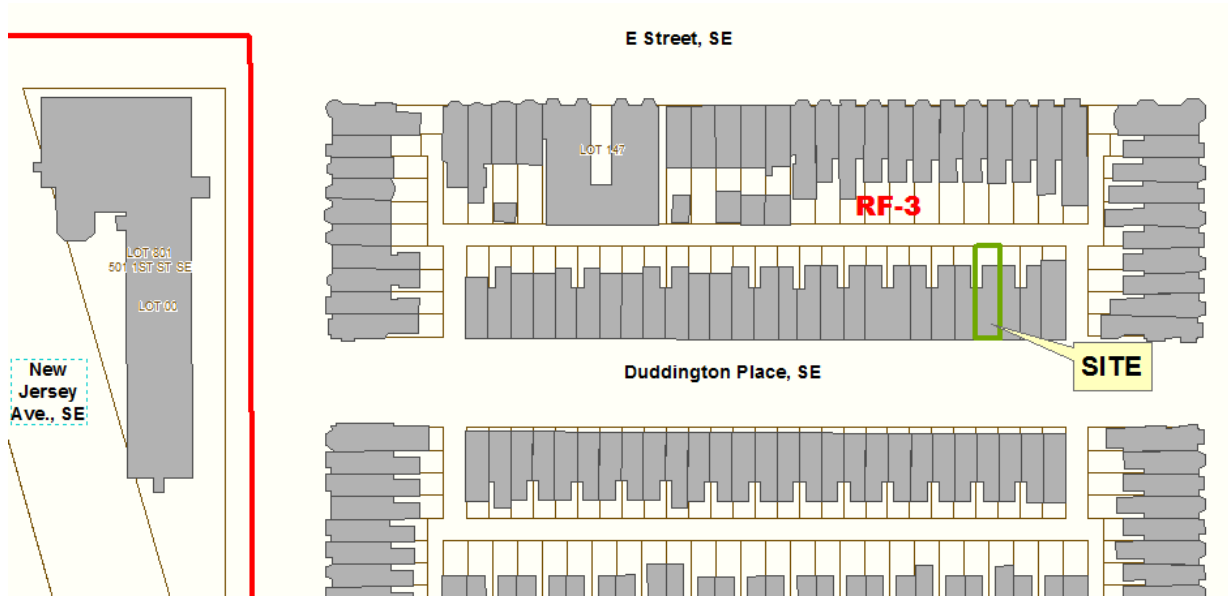 E Street, SE
LOT 147
RF-3
LOT 801
501 1ST ST SE
LOT 00
New
Jersey
Ave., SE
Duddington Place, SE
SITE